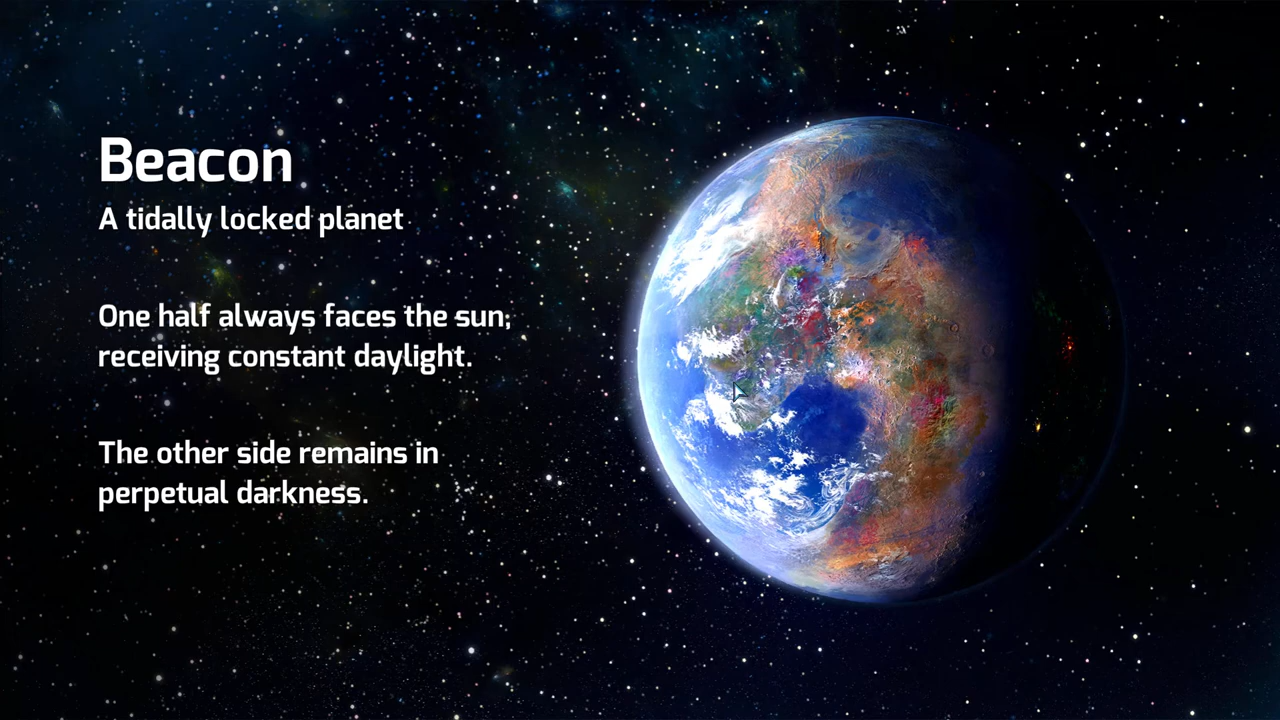 Beacon
A tidally locked planet
One half always faces the sun,
receiving constant daylight.
The other side remains in
perpetual darkness.